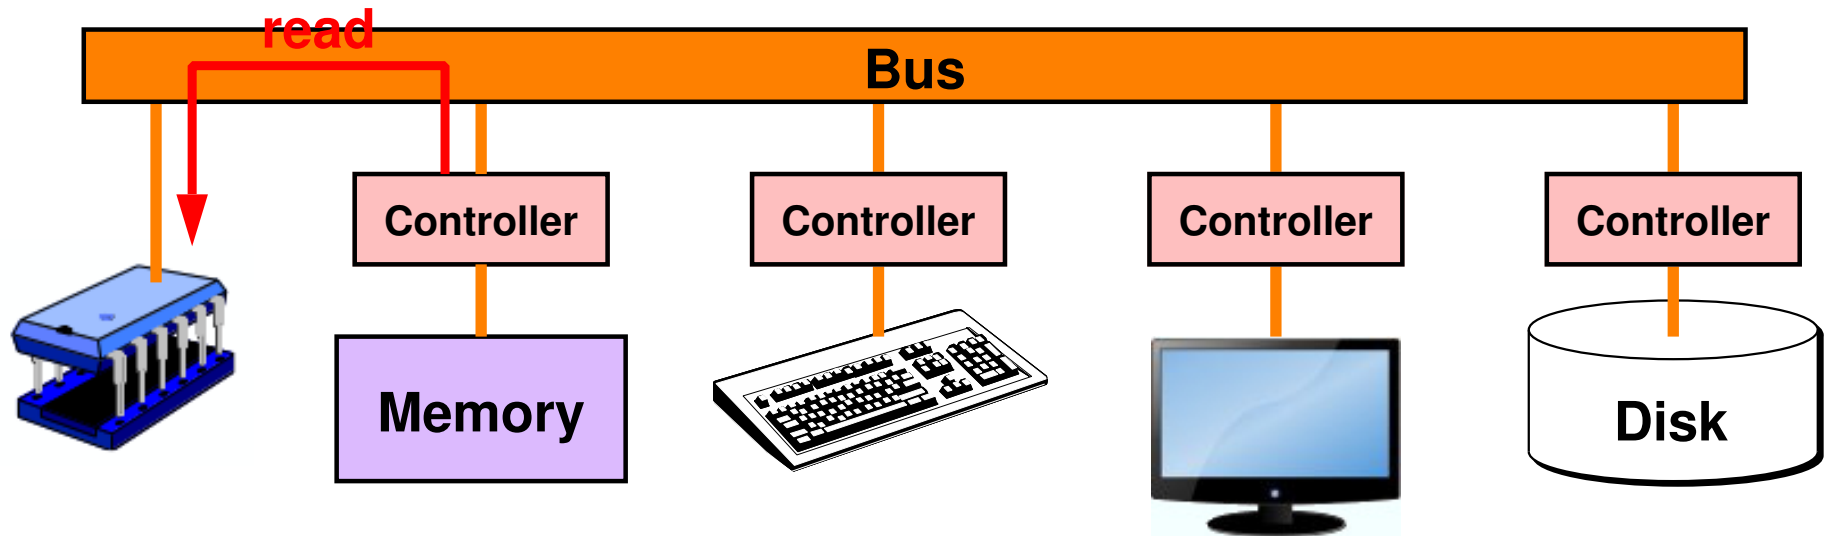 read
Bus
Controller
Controller
Controller
Controller
Memory
Disk